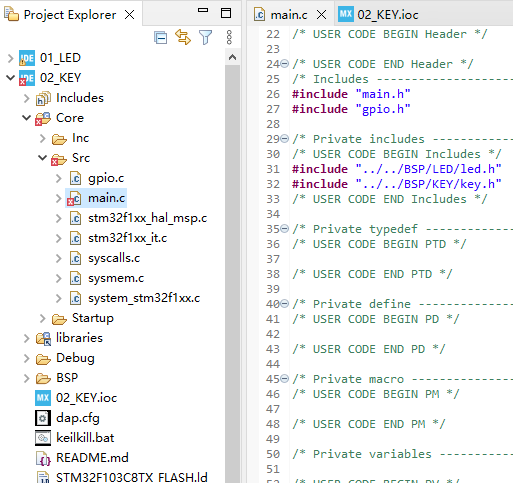 Project Explorer
01_LED
02_KEY
Includes
Core
Inc
Src
gpio.c
main.c
stm32f1xx_hal_msp.c
stm32f1xx_it.c
syscalls.c
sysmem.c
system_stm32f1xx.c
Startup
libraries
Debug
BSP
02_KEY.ioc
dap.cfg
keilkill.bat
README.md
STM32F103C8TX_FLASH.ld
main.c
02_KEY.ioc
22 /* USER CODE BEGIN Header */
23
24 /* USER CODE END Header */
25 /* Includes ------------------
26 #include "main.h"
27 #include "gpio.h"
28
29 /* Private includes -----------
30 /* USER CODE BEGIN Includes */
31 #include "../../BSP/LED/led.h"
32 #include "../../BSP/KEY/key.h"
33 /* USER CODE END Includes */
34
35 /* Private typedef ------------
36 /* USER CODE BEGIN PTD */
37
38 /* USER CODE END PTD */
39
40 /* Private define -------------
41 /* USER CODE BEGIN PD */
42
43 /* USER CODE END PD */
44
45 /* Private macro --------------
46 /* USER CODE BEGIN PM */
47
48 /* USER CODE END PM */
49
50 /* Private variables ----------
51
52 /* USER CODE BEGIN PV */